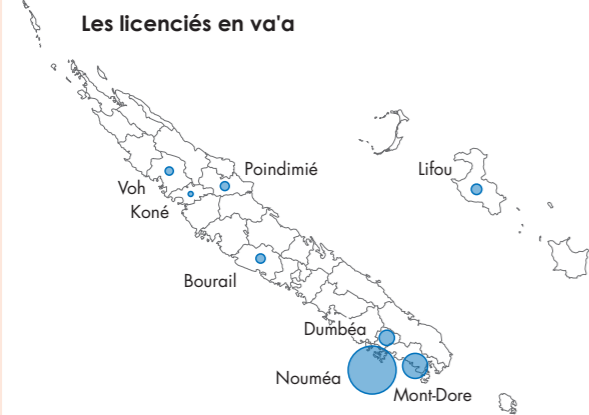 Les licenciés en va'a
Poindimié
Lifou
Voh
Koné
Bourail
Dumbéa
Nouméa
Mont-Dore